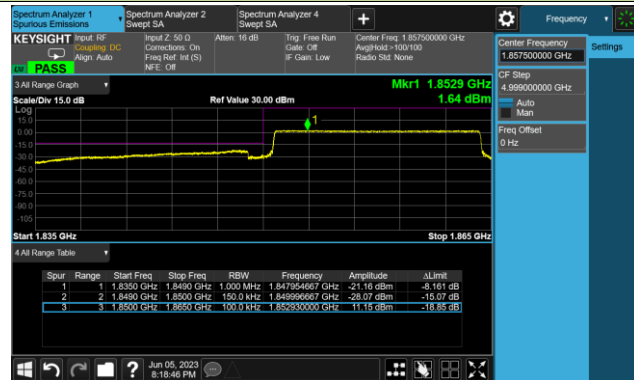 Spectrum Analyzer 1
Spurious Emissions
Spectrum Analyzer 2
Swept SA
Spectrum Analyzer 3
Swept SA
+
Frequency
KEYSIGHT
Input: RF
Coupling: DC
Align: Auto
Input Z: 50 Ω
Corrections: On
Freq Ref: Int (S)
NFE: Off
Atten: 16 dB
Trig: Free Run
Gate: Off
IF Gain: Low
Center Freq: 1.857500000 GHz
Avg|Hold:>100/100
Radio Std: None
PASS
Center Frequency
1.857500000 GHz
Settings
CF Step
4.999000000 GHz
Auto
Man
Freq Offset
0 Hz
3 All Range Graph
Mkr1 1.8529 GHz
Scale/Div 15.0 dB
Ref Value 30.00 dBm
1.64 dBm
Log
15.0
0.00
-15.0
-30.0
-45.0
-60.0
-75.0
-90.0
-105
1
Start 1.835 GHz
Stop 1.865 GHz
4 All Range Table
Spur Range Start Freq Stop Freq RBW Frequency Amplitude ΔLimit
1 1 1.8350 GHz 1.8490 GHz 1.000 MHz 1.847954667 GHz -21.16 dBm -8.161 dB
2 2 1.8490 GHz 1.8500 GHz 150.0 kHz 1.849996667 GHz -28.07 dBm -15.07 dB
3 3 1.8500 GHz 1.8650 GHz 100.0 kHz 1.852930000 GHz 11.15 dBm -18.85 dB
?
Jun 05, 2023
8:18:46 PM